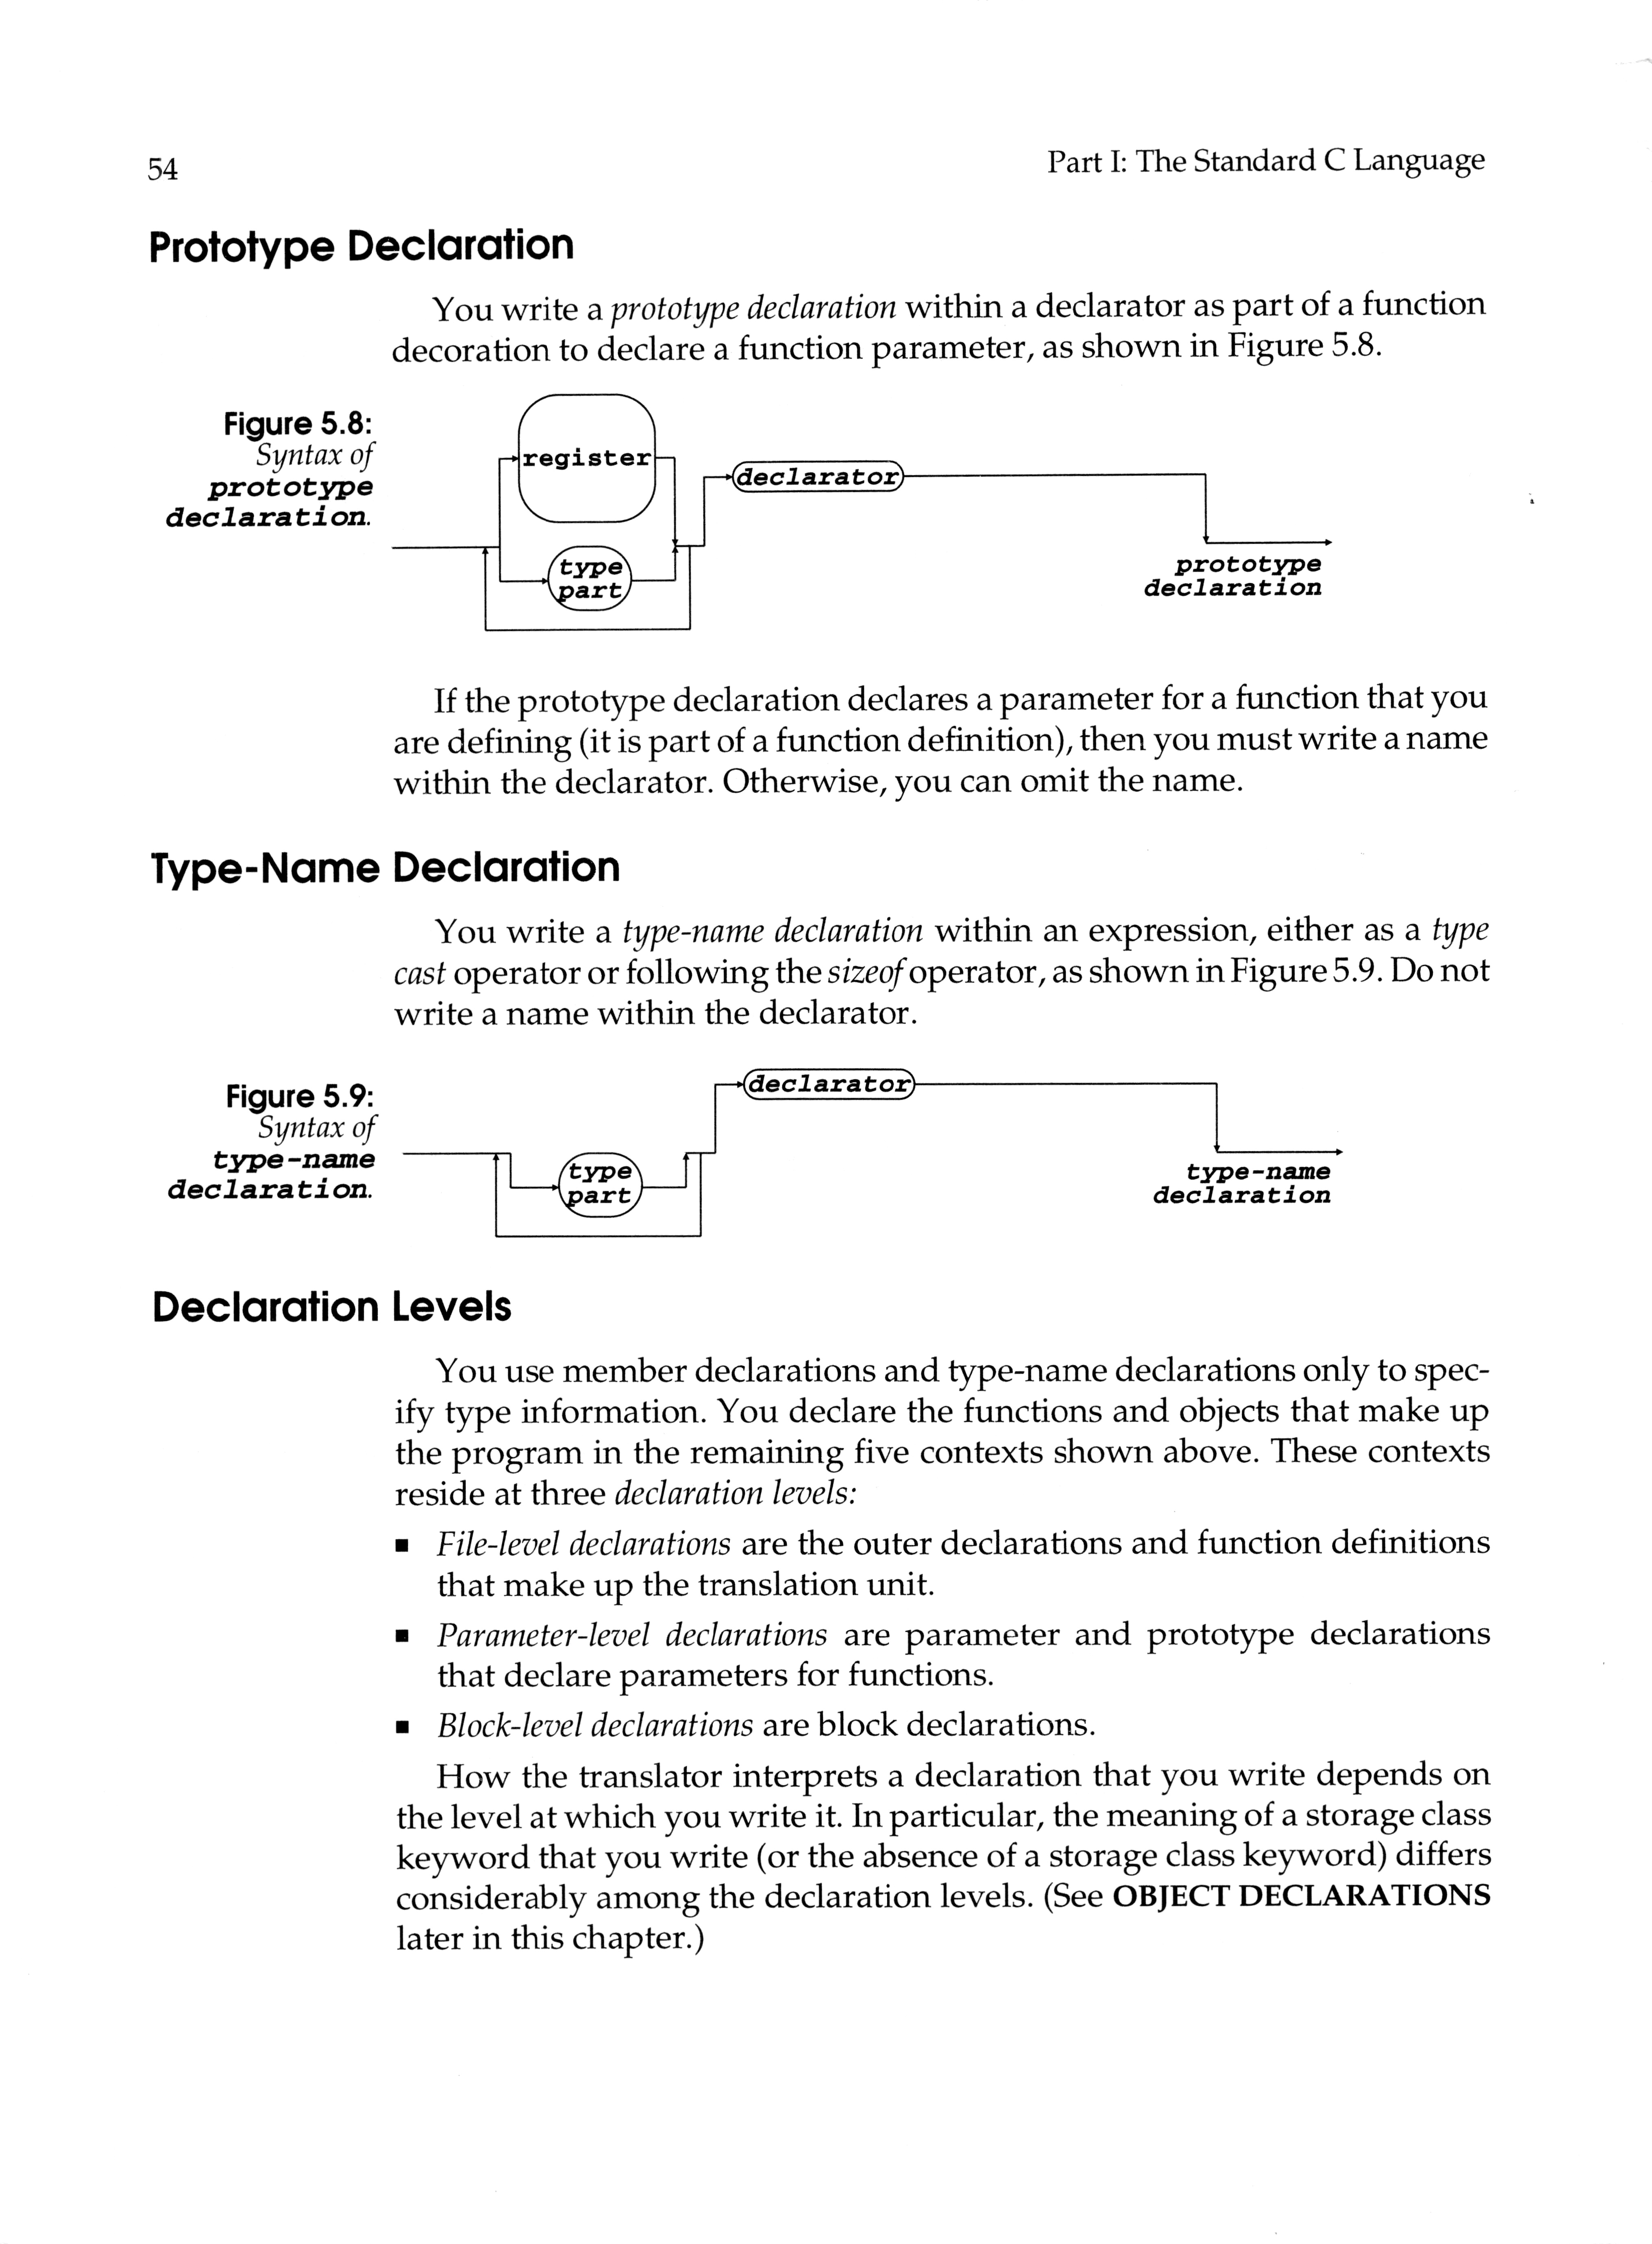 54
Part I: The Standard C Language
Prototype Declaration
You write a prototype declaration within a declarator as part of a function
decoration to declare a function parameter, as shown in Figure 5.8.
Figure 5.8:
Syntax of
prototype
declaration.
register
type
part
declarator
prototype
declaration
If the prototype declaration declares a parameter for a function that you
are defining (it is part of a function definition), then you must write a name
within the declarator. Otherwise, you can omit the name.
Type-Name Declaration
You write a type-name declaration within an expression, either as a type
cast operator or following the sizeof operator, as shown in Figure 5.9. Do not
write a name within the declarator.
Figure 5.9:
Syntax of
type-name
declaration.
type
part
declarator
type-name
declaration
Declaration Levels
You use member declarations and type-name declarations only to spec-
ify type information. You declare the functions and objects that make up
the program in the remaining five contexts shown above. These contexts
reside at three declaration levels:
▪ File-level declarations are the outer declarations and function definitions
that make up the translation unit.
▪ Parameter-level declarations are parameter and prototype declarations
that declare parameters for functions.
▪ Block-level declarations are block declarations.
How the translator interprets a declaration that you write depends on
the level at which you write it. In particular, the meaning of a storage class
keyword that you write (or the absence of a storage class keyword) differs
considerably among the declaration levels. (See OBJECT DECLARATIONS
later in this chapter.)